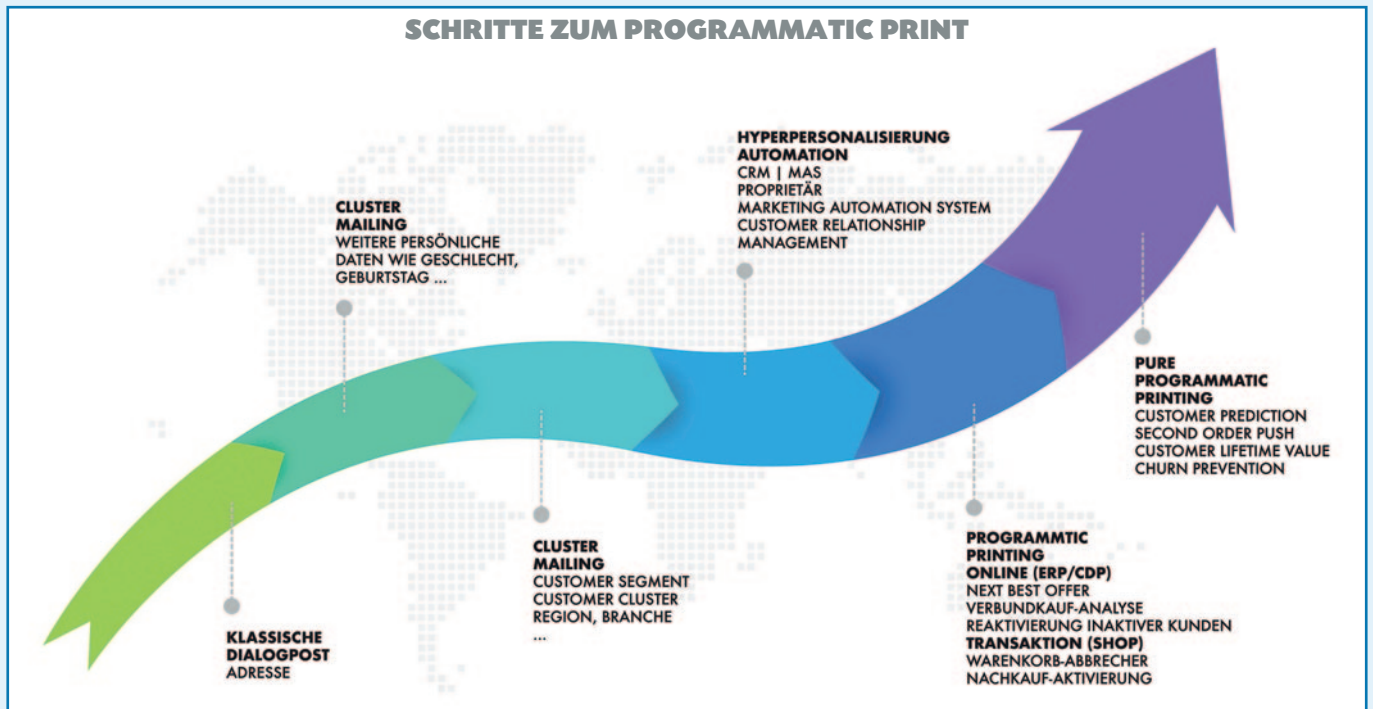 SCHRITTE ZUM PROGRAMMATIC PRINT
KLASSISCHE
DIALOGPOST
ADRESSE
CLUSTER
MAILING
WEITERE PERSÖNLICHE
DATEN WIE GESCHLECHT,
GEBURTSTAG ...
CLUSTER
MAILING
CUSTOMER SEGMENT
CUSTOMER CLUSTER
REGION, BRANCHE
...
HYPERPERSONALISIERUNG
AUTOMATION
CRM | MAS
PROPRIETÄR
MARKETING AUTOMATION SYSTEM
CUSTOMER RELATIONSHIP
MANAGEMENT
PROGRAMMTIC
PRINTING
ONLINE (ERP/CDP)
NEXT BEST OFFER
VERBUNDKAUF-ANALYSE
REAKTIVIERUNG INAKTIVER KUNDEN
TRANSAKTION (SHOP)
WARENKORB-ABBRECHER
NACHKAUF-AKTIVIERUNG
PURE
PROGRAMMATIC
PRINTING
CUSTOMER PREDICTION
SECOND ORDER PUSH
CUSTOMER LIFETIME VALUE
CHURN PREVENTION